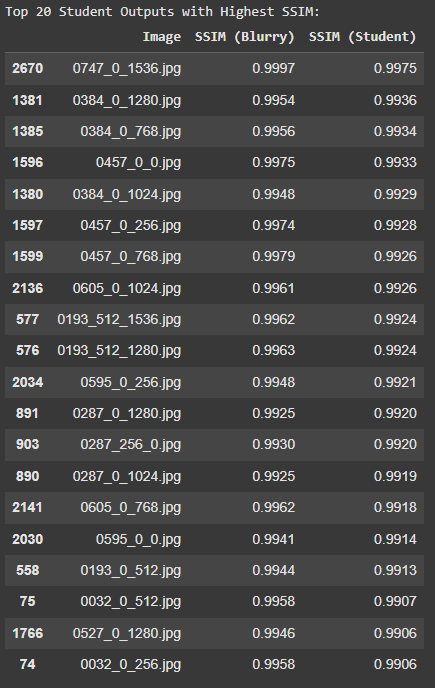 Top 20 Student Outputs with Highest SSIM:
Image SSIM (Blurry) SSIM (Student)
2670 0747_0_1536.jpg 0.9997 0.9975
1381 0384_0_1280.jpg 0.9954 0.9936
1385 0384_0_768.jpg 0.9956 0.9934
1596 0457_0_0.jpg 0.9975 0.9933
1380 0384_0_1024.jpg 0.9948 0.9929
1597 0457_0_256.jpg 0.9974 0.9928
1599 0457_0_768.jpg 0.9979 0.9926
2136 0605_0_1024.jpg 0.9961 0.9926
577 0193_512_1536.jpg 0.9962 0.9924
576 0193_512_1280.jpg 0.9963 0.9924
2034 0595_0_256.jpg 0.9948 0.9921
891 0287_0_1280.jpg 0.9925 0.9920
903 0287_256_0.jpg 0.9930 0.9920
890 0287_0_1024.jpg 0.9925 0.9919
2141 0605_0_768.jpg 0.9962 0.9918
2030 0595_0_0.jpg 0.9941 0.9914
558 0193_0_512.jpg 0.9944 0.9913
75 0032_0_512.jpg 0.9958 0.9907
1766 0527_0_1280.jpg 0.9946 0.9906
74 0032_0_256.jpg 0.9958 0.9906